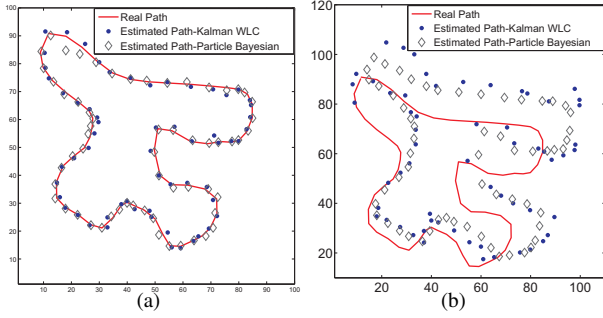 100
90
80
70
60
50
40
30
20
10
10 20 30 40 50 60 70 80 90 100
Real Path
Estimated Path-Kalman WLC
Estimated Path-Particle Bayesian
(a)
120
100
80
60
40
20
20 40 60 80 100
Real Path
Estimated Path-Kalman WLC
Estimated Path-Particle Bayesian
(b)